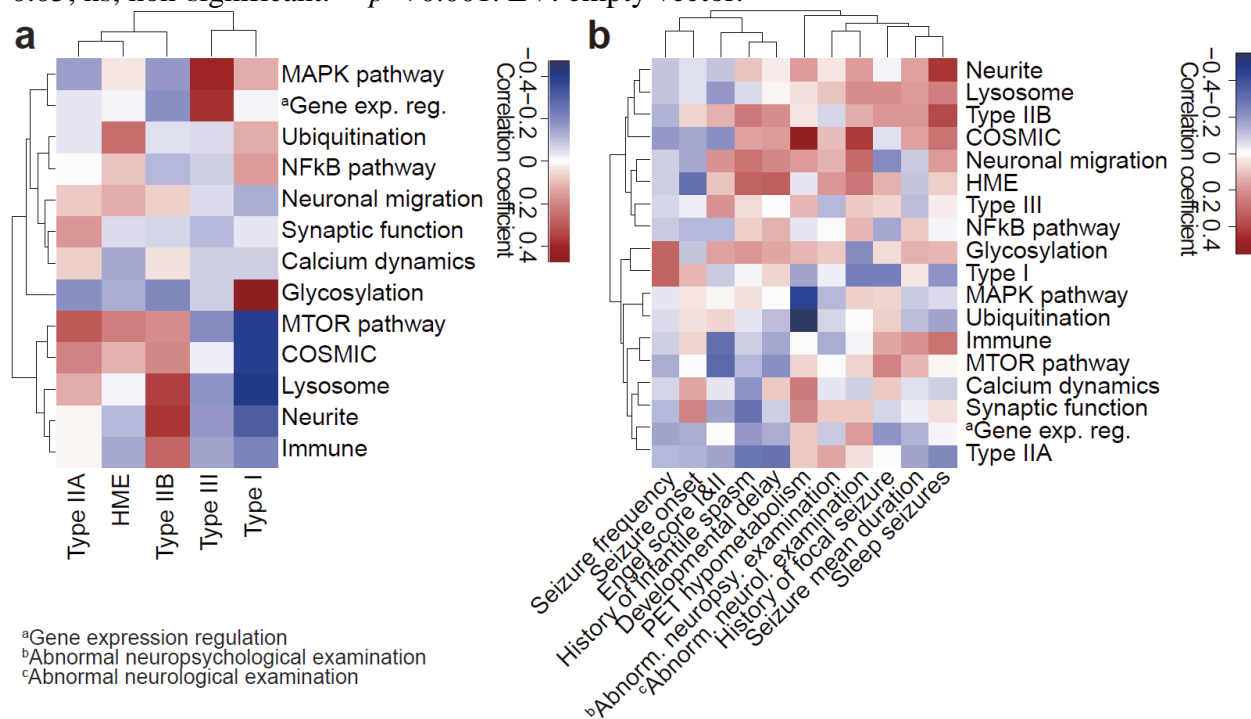 a
MAPK pathway
ᵃGene exp. reg.
Ubiquitination
NFkB pathway
Neuronal migration
Synaptic function
Calcium dynamics
Glycosylation
MTOR pathway
COSMIC
Lysosome
Neurite
Immune
Type IIA
HME
Type IIB
Type III
Type I
−0.4
−0.2
0
0.2
0.4
Correlation coefficient
b
Neurite
Lysosome
Type IIB
COSMIC
Neuronal migration
HME
Type III
NFkB pathway
Glycosylation
Type I
MAPK pathway
Ubiquitination
Immune
MTOR pathway
Calcium dynamics
Synaptic function
ᵃGene exp. reg.
Type IIA
Seizure frequency
Seizure onset
Engel score I&II
History of Infantile spasm
Developmental delay
PET hypometabolism
ᵇAbnorm. neuropsy. examination
ᶜAbnorm. neurol. examination
History of focal seizure
Seizure mean duration
Sleep seizures
−0.4
−0.2
0
0.2
0.4
Correlation coefficient
ᵃGene expression regulation
ᵇAbnormal neuropsychological examination
ᶜAbnormal neurological examination